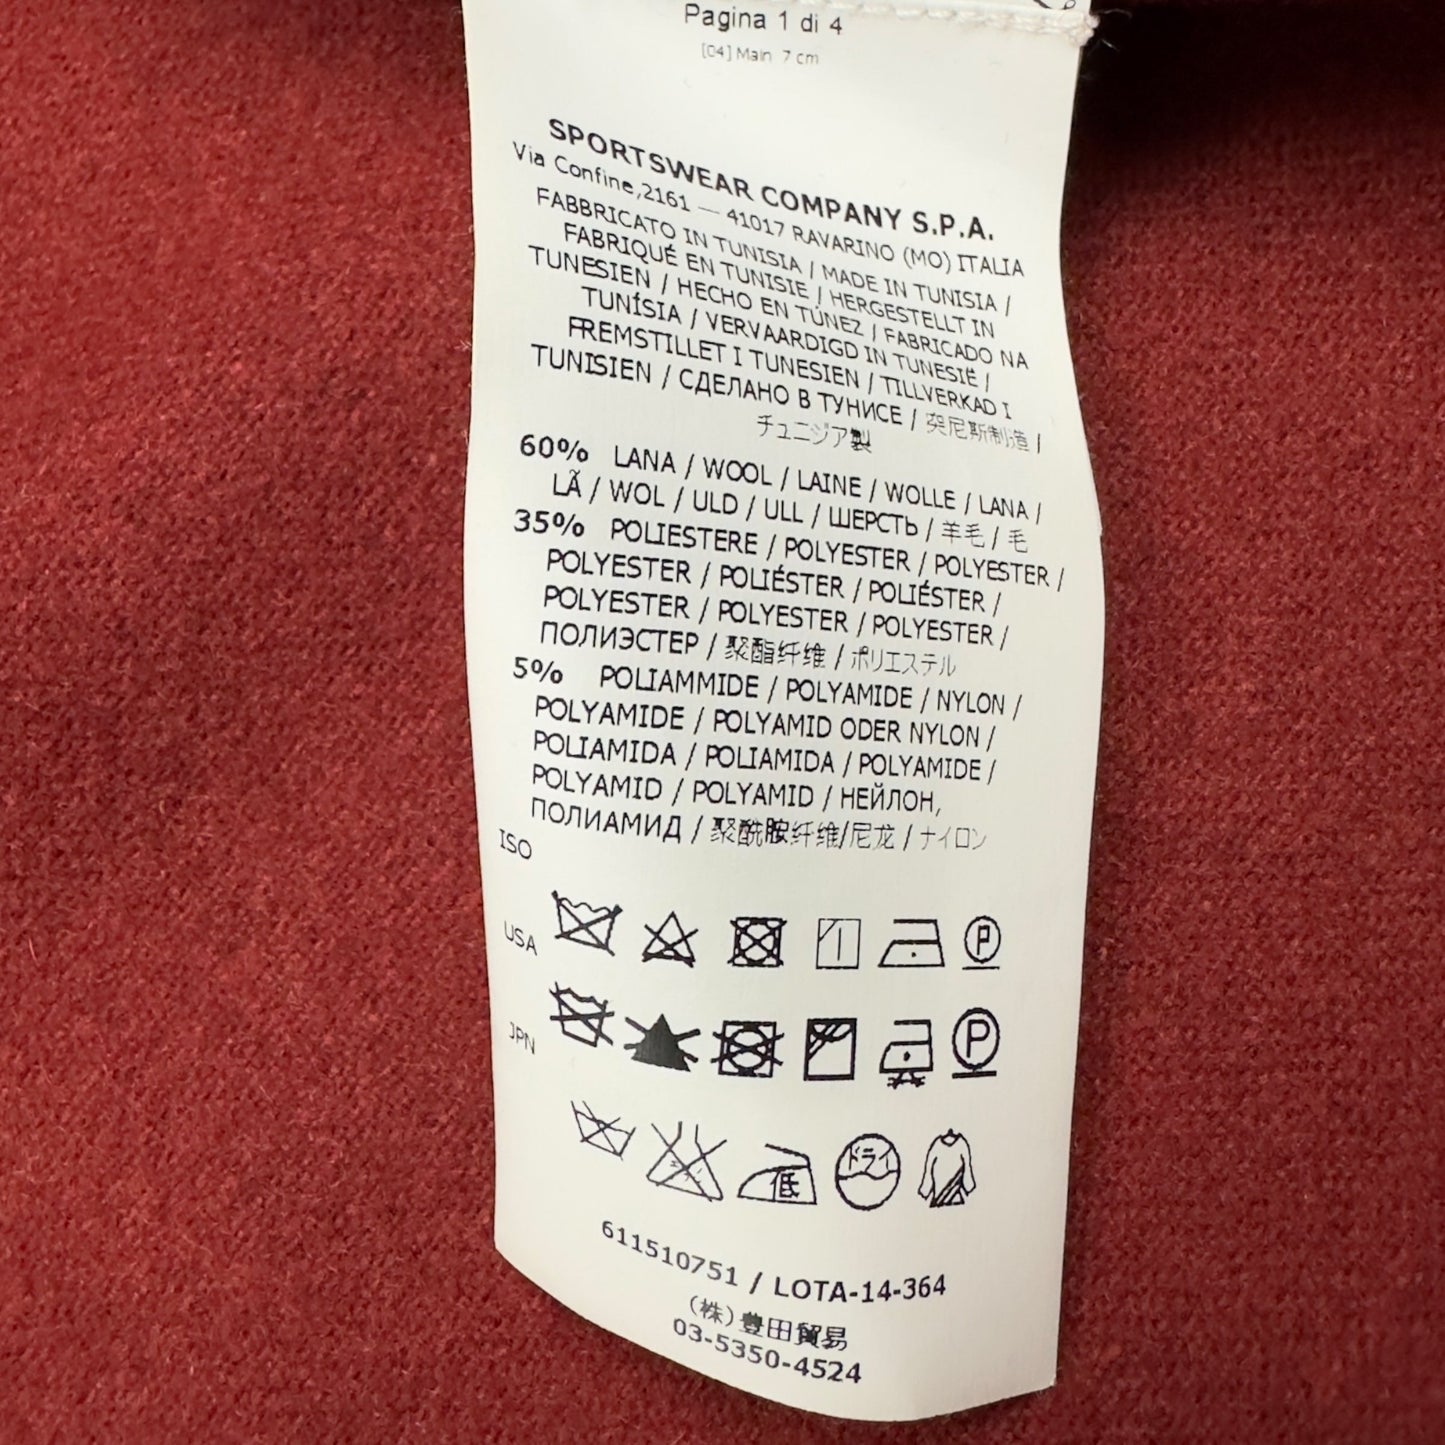 Pagina 1 di 4
[04] Main 7 cm
SPORTSWEAR COMPANY S.P.A.
Via Confine,2161 — 41017 RAVARINO (MO) ITALIA
FABBRICATO IN TUNISIA / MADE IN TUNISIA /
FABRIQUÉ EN TUNISIE / HERGESTELLT IN
TUNESIEN / HECHO EN TÚNEZ / FABRICADO NA
TUNÍSIA / VERVAARDIGD IN TUNESIË /
FREMSTILLET I TUNESIEN / TILLVERKAD I
TUNISIEN / СДЕЛАНО В ТУНИСЕ / 突尼斯制造 /
チュニジア製
60% LANA / WOOL / LAINE / WOLLE / LANA /
LÃ / WOL / ULD / ULL / ШЕРСТЬ / 羊毛 / 毛
35% POLIESTERE / POLYESTER / POLYESTER /
POLYESTER / POLIÉSTER / POLIÉSTER /
POLYESTER / POLYESTER / POLYESTER /
ПОЛИЭСТЕР / 聚酯纤维 / ポリエステル
5% POLIAMMIDE / POLYAMIDE / NYLON /
POLYAMIDE / POLYAMID ODER NYLON /
POLIAMIDA / POLIAMIDA / POLYAMIDE /
POLYAMID / POLYAMID / НЕЙЛОН,
ПОЛИАМИД / 聚酰胺纤维/尼龙 / ナイロン
ISO
P
USA
P
JPN
低 ドライ
611510751 / LOTA-14-364
(株)豊田貿易
03-5350-4524